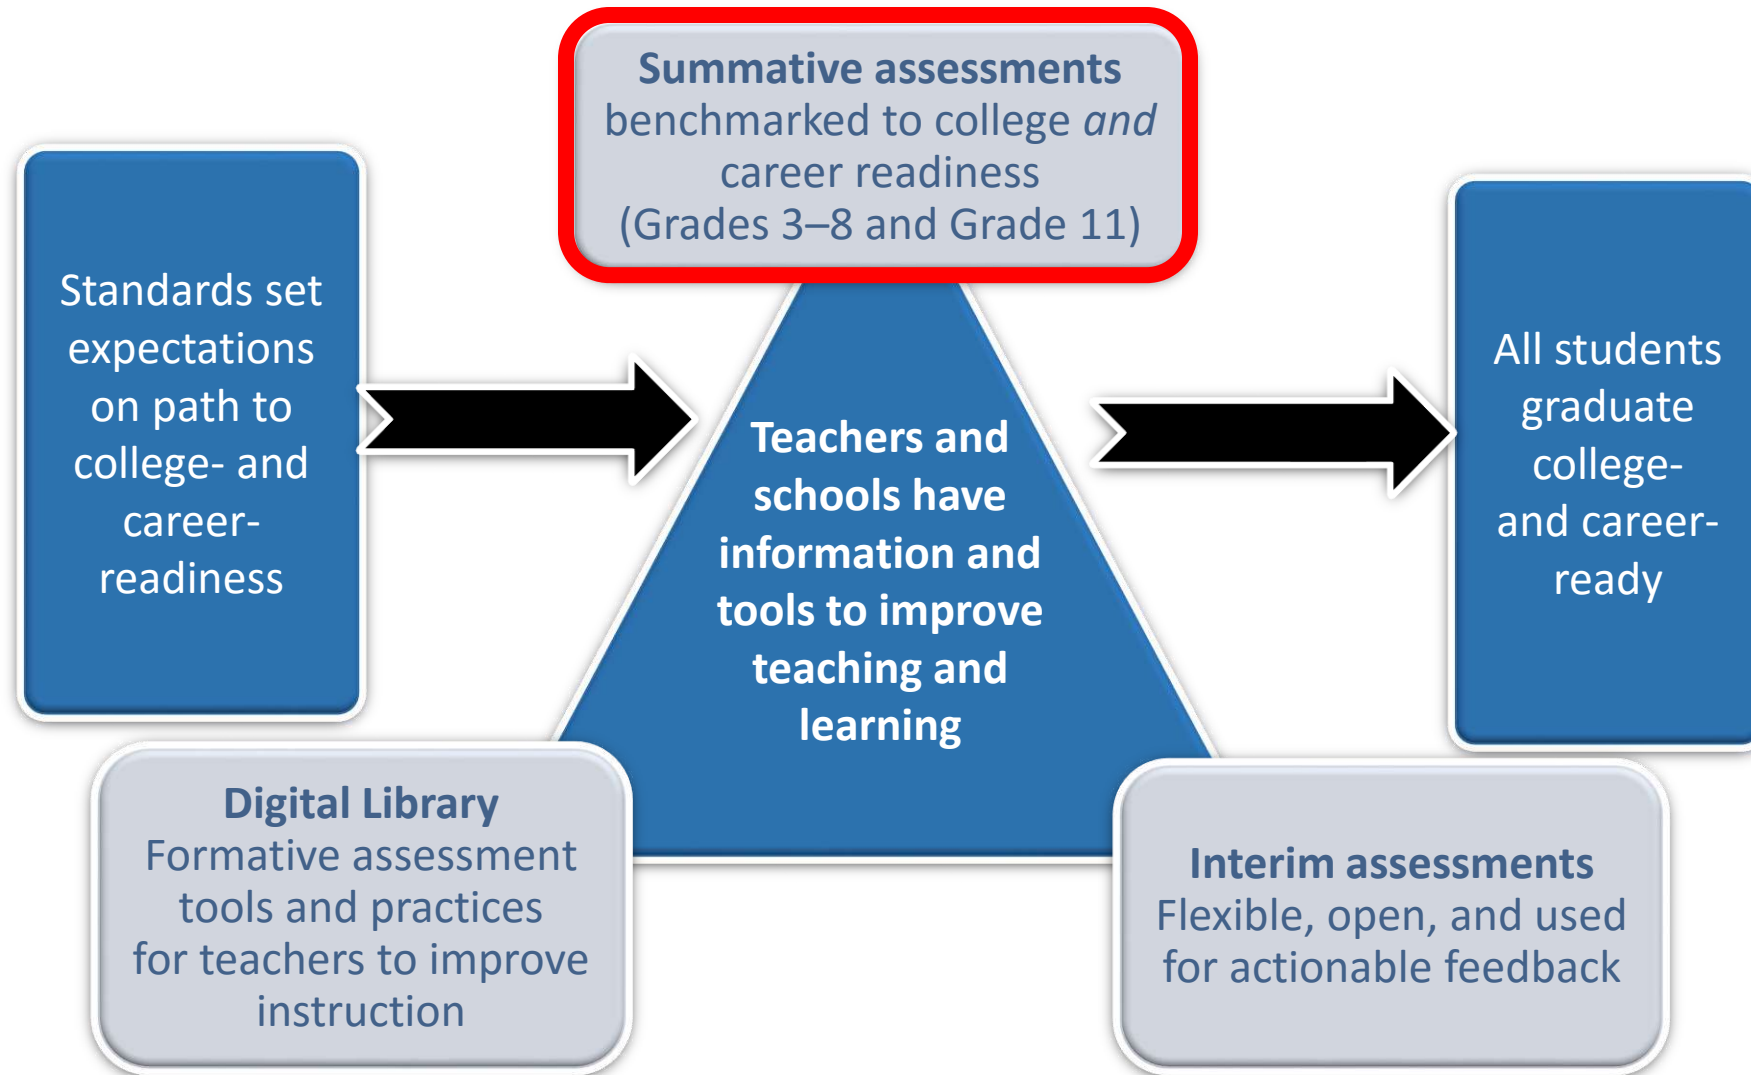 Summative assessments
benchmarked to college and
career readiness
(Grades 3–8 and Grade 11)
Standards set
expectations
on path to
college- and
career-
readiness
Teachers and
schools have
information and
tools to improve
teaching and
learning
All students
graduate
college-
and career-
ready
Digital Library
Formative assessment
tools and practices
for teachers to improve
instruction
Interim assessments
Flexible, open, and used
for actionable feedback